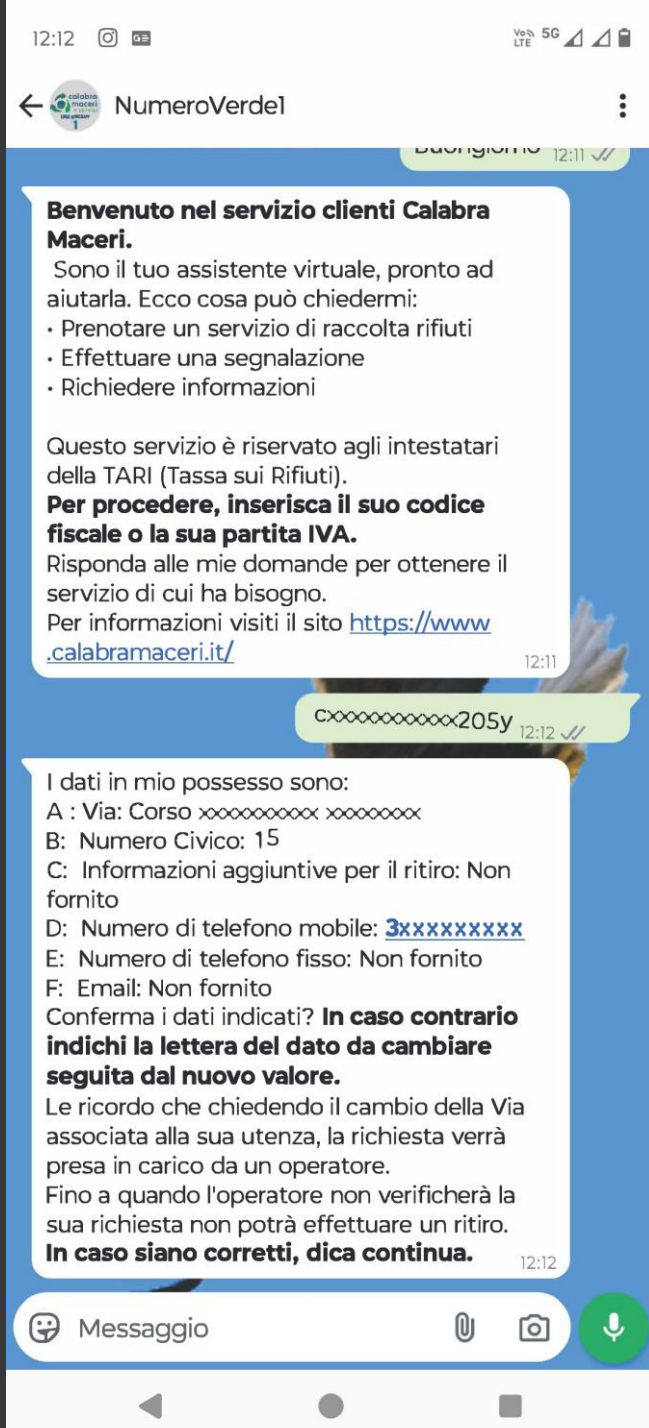 12:12
Vo LTE 5G
calabra maceri e servizi
1
NumeroVerde1
Buongiorno 12:11
Benvenuto nel servizio clienti Calabra
Maceri.
Sono il tuo assistente virtuale, pronto ad
aiutarla. Ecco cosa può chiedermi:
• Prenotare un servizio di raccolta rifiuti
• Effettuare una segnalazione
• Richiedere informazioni
Questo servizio è riservato agli intestatari
della TARI (Tassa sui Rifiuti).
Per procedere, inserisca il suo codice
fiscale o la sua partita IVA.
Risponda alle mie domande per ottenere il
servizio di cui ha bisogno.
Per informazioni visiti il sito https://www
.calabramaceri.it/
12:11
cxxxxxxxxxxx205y 12:12
I dati in mio possesso sono:
A : Via: Corso xxxxxxxxxx xxxxxxxx
B: Numero Civico: 15
C: Informazioni aggiuntive per il ritiro: Non
fornito
D: Numero di telefono mobile: 3xxxxxxxxx
E: Numero di telefono fisso: Non fornito
F: Email: Non fornito
Conferma i dati indicati? In caso contrario
indichi la lettera del dato da cambiare
seguita dal nuovo valore.
Le ricordo che chiedendo il cambio della Via
associata alla sua utenza, la richiesta verrà
presa in carico da un operatore.
Fino a quando l'operatore non verificherà la
sua richiesta non potrà effettuare un ritiro.
In caso siano corretti, dica continua.
12:12
Messaggio